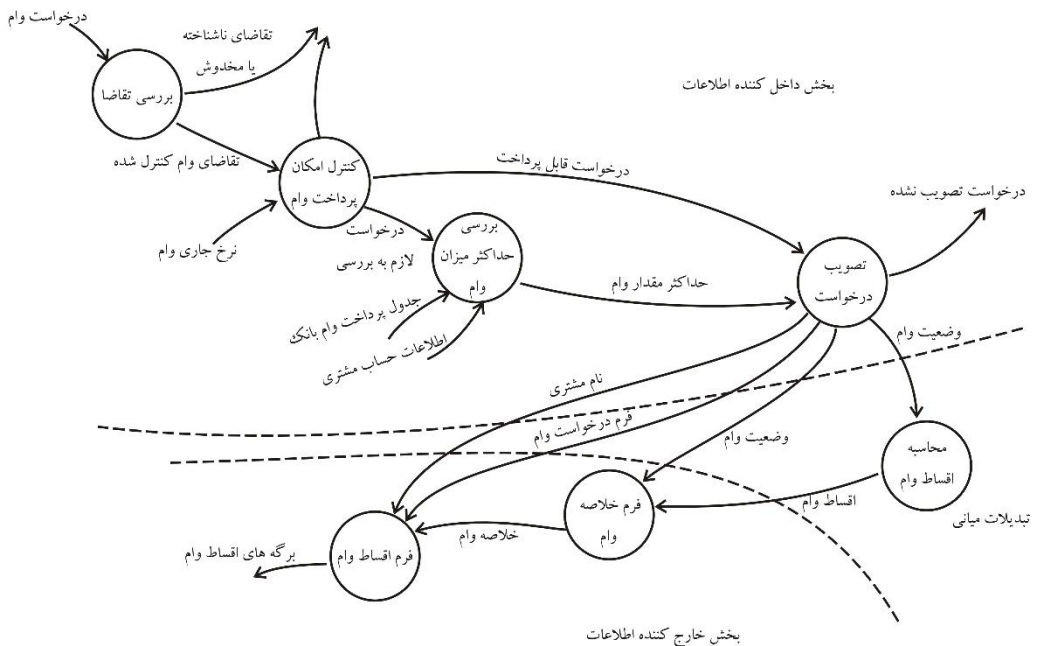 درخواست وام
تقاضای ناشناخته
یا مخدوش
بررسی تقاضا
بخش داخل کننده اطلاعات
تقاضای وام کنترل شده
کنترل امکان
پرداخت وام
درخواست قابل پرداخت
درخواست تصویب نشده
نرخ جاری وام
درخواست
لازم به بررسی
بررسی
حداکثر میزان
وام
حداکثر مقدار وام
تصویب
درخواست
جدول پرداخت وام بانک
اطلاعات حساب مشتری
وضعیت وام
نام مشتری
فرم درخواست وام
وضعیت وام
محاسبه
اقساط وام
تبدیلات میانی
اقساط وام
فرم خلاصه
وام
خلاصه وام
فرم اقساط وام
برگه های اقساط وام
بخش خارج کننده اطلاعات